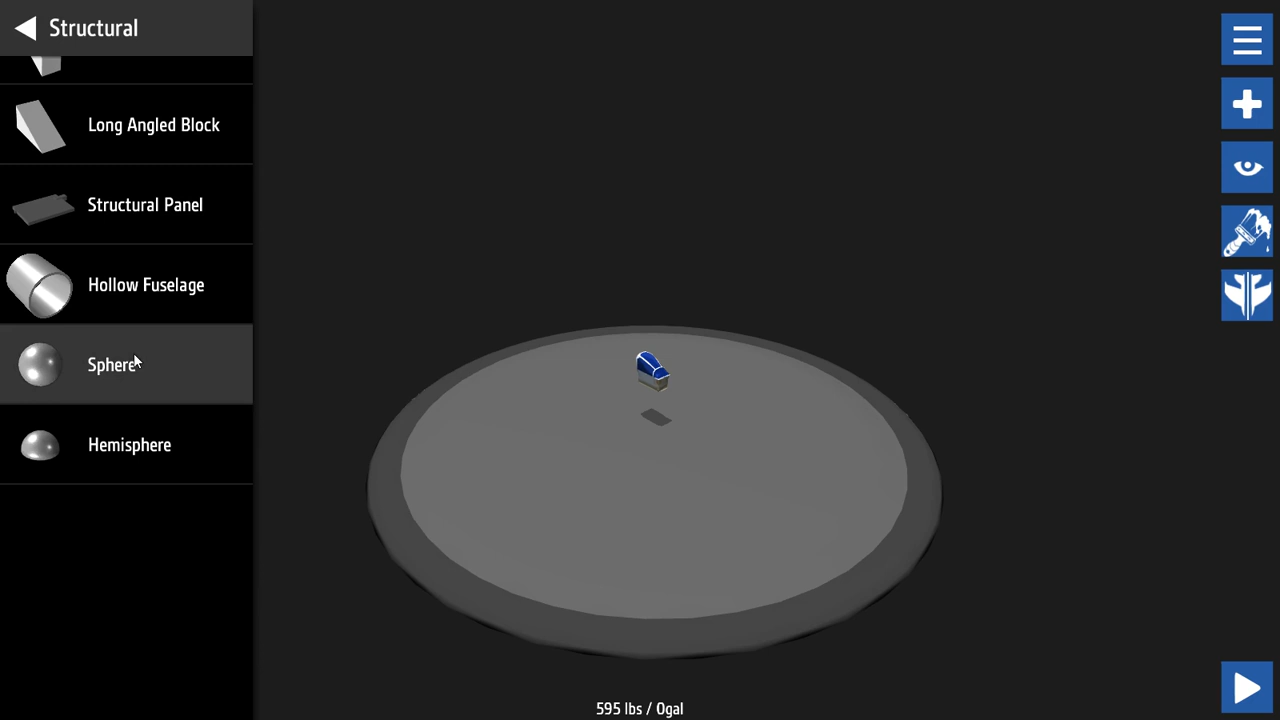 Structural
Long Angled Block
Structural Panel
Hollow Fuselage
Sphere
Hemisphere
595 lbs / 0gal